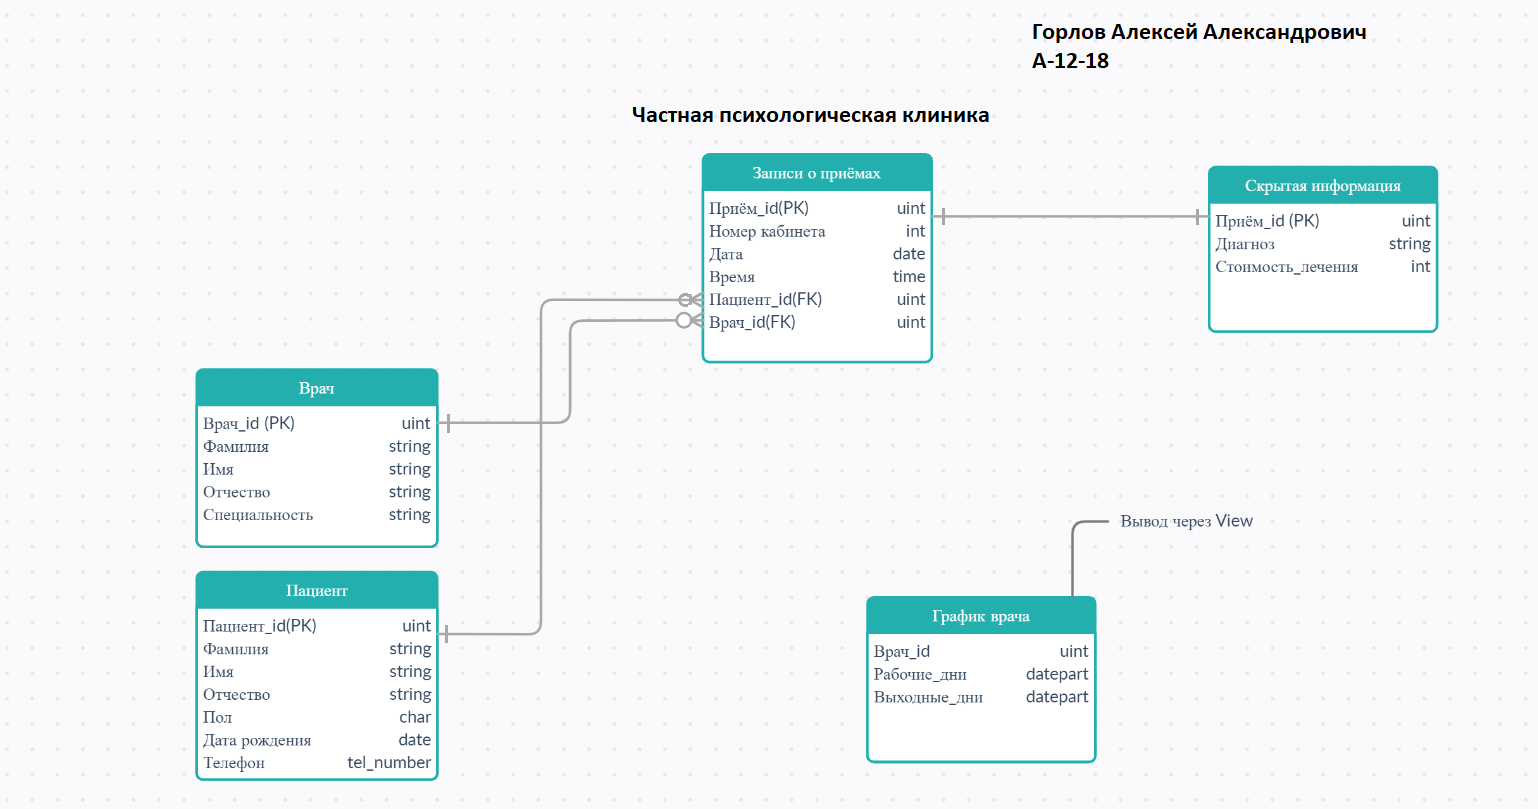 Горлов Алексей Александрович
А-12-18
Частная психологическая клиника
Записи о приёмах
Приём_id(PK) uint
Номер кабинета int
Дата date
Время time
Пациент_id(FK) uint
Врач_id(FK) uint
Скрытая информация
Приём_id (PK) uint
Диагноз string
Стоимость_лечения int
Врач
Врач_id (PK) uint
Фамилия string
Имя string
Отчество string
Специальность string
Пациент
Пациент_id(PK) uint
Фамилия string
Имя string
Отчество string
Пол char
Дата рождения date
Телефон tel_number
Вывод через View
График врача
Врач_id uint
Рабочие_дни datepart
Выходные_дни datepart